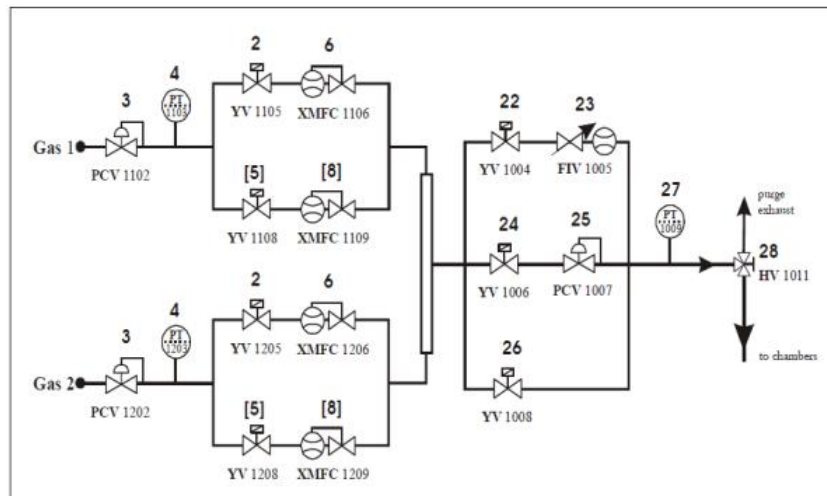 2
6
22
23
3
4
PT
1103
YV 1105
XMFC 1106
Gas 1
PCV 1102
[5]
[8]
YV 1004
FIV 1005
27
purge
exhaust
YV 1108
XMFC 1109
24
25
PT
1009
28
HV 1011
2
6
YV 1006
PCV 1007
3
4
PT
1203
YV 1205
XMFC 1206
26
to chambers
Gas 2
PCV 1202
[5]
[8]
YV 1008
YV 1208
XMFC 1209